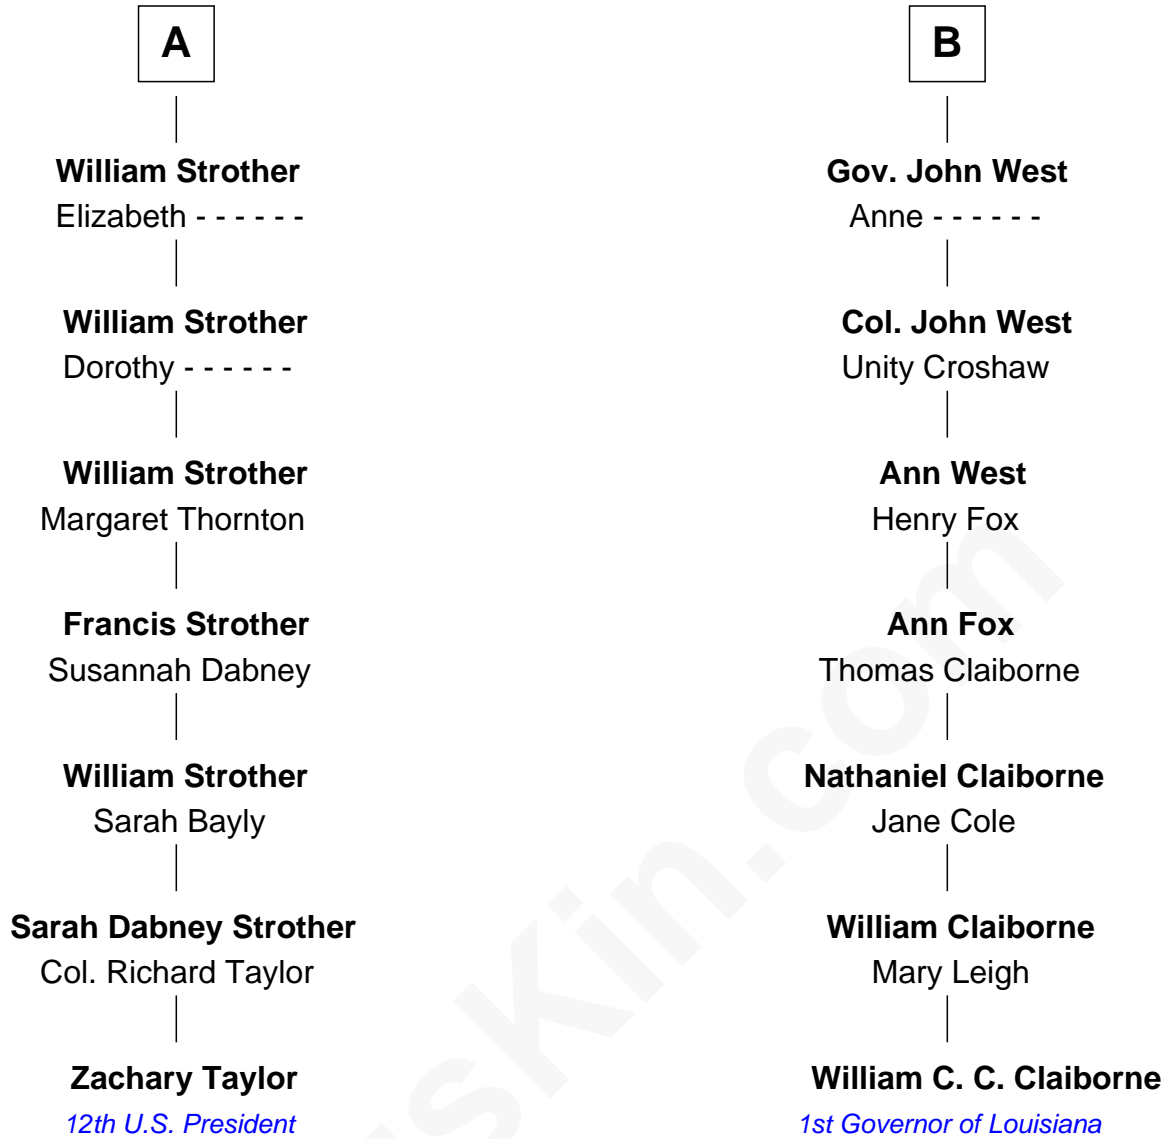 A
B
William Strother
Elizabeth - - - - - -
Gov. John West
Anne - - - - - -
William Strother
Dorothy - - - - - -
Col. John West
Unity Croshaw
William Strother
Margaret Thornton
Ann West
Henry Fox
Francis Strother
Susannah Dabney
Ann Fox
Thomas Claiborne
William Strother
Sarah Bayly
Nathaniel Claiborne
Jane Cole
Sarah Dabney Strother
Col. Richard Taylor
William Claiborne
Mary Leigh
Zachary Taylor
12th U.S. President
William C. C. Claiborne
1st Governor of Louisiana